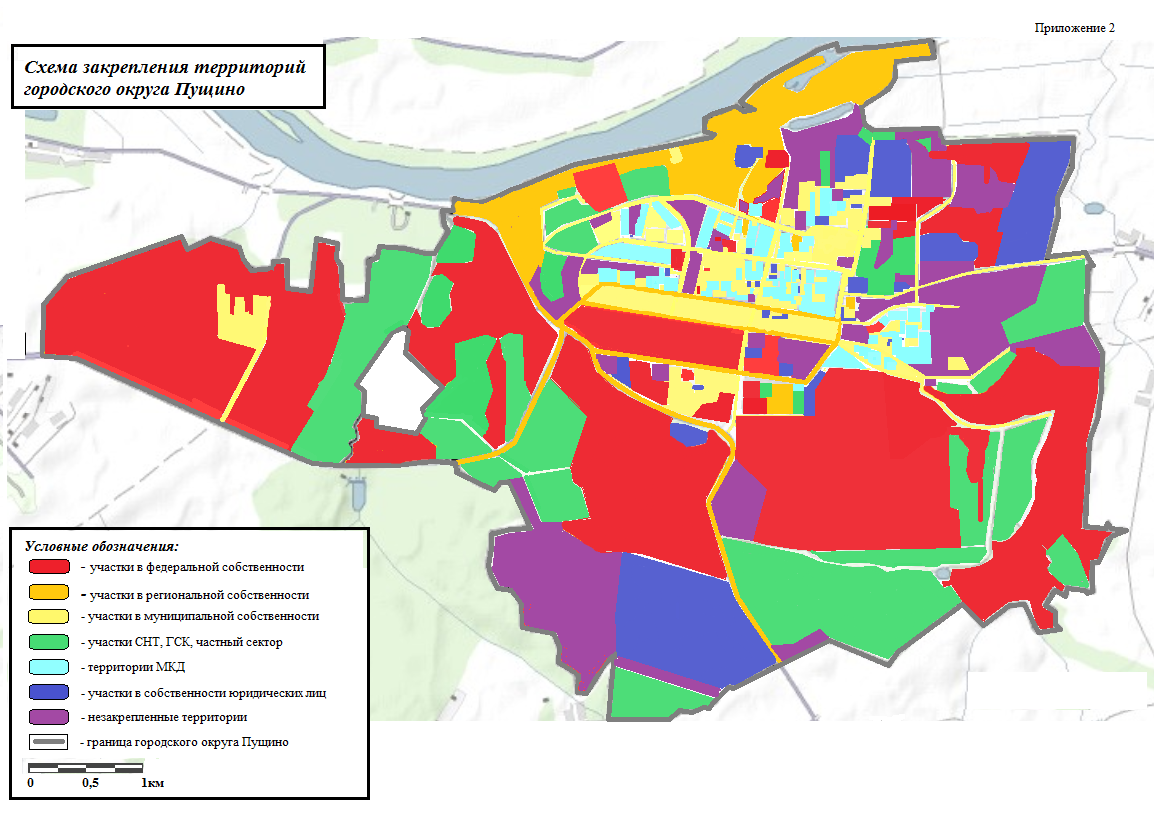 Приложение 2
Схема закрепления территорий
городского округа Пущино
Условные обозначения:
- участки в федеральной собственности
- участки в региональной собственности
- участки в муниципальной собственности
- участки СНТ, ГСК, частный сектор
- территории МКД
- участки в собственности юридических лиц
- незакрепленные территории
- граница городского округа Пущино
0 0,5 1км